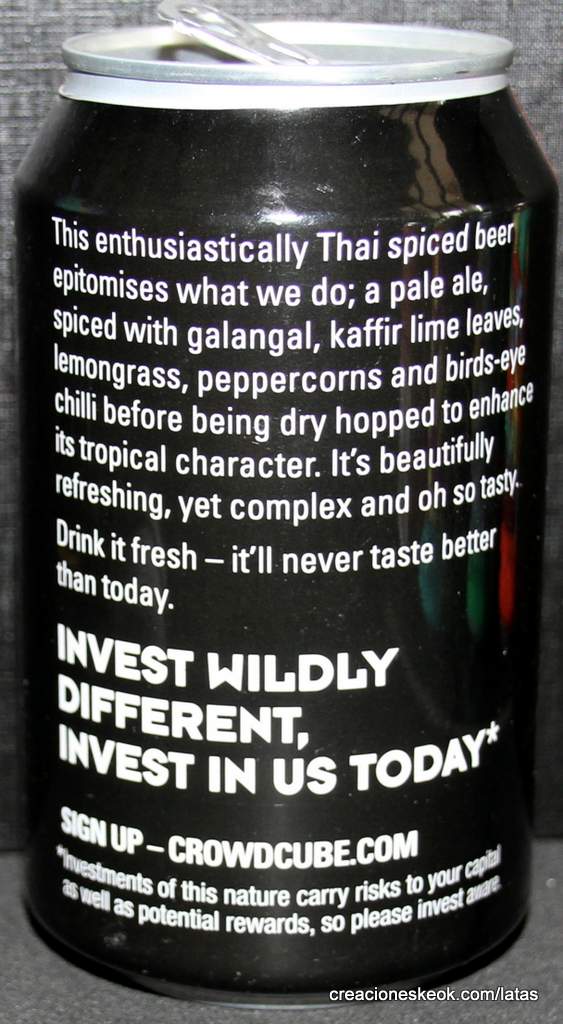 This enthusiastically Thai spiced beer
epitomises what we do; a pale ale,
spiced with galangal, kaffir lime leaves,
lemongrass, peppercorns and birds-eye
chilli before being dry hopped to enhance
its tropical character. It's beautifully
refreshing, yet complex and oh so tasty.
Drink it fresh – it'll never taste better
than today.
INVEST WILDLY
DIFFERENT,
INVEST IN US TODAY*
SIGN UP – CROWDCUBE.COM
*Investments of this nature carry risks to your capital
as well as potential rewards, so please invest aware.
creacioneskeok.com/latas